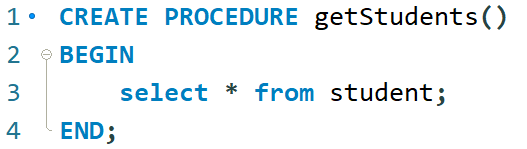 1 CREATE PROCEDURE getStudents()
2 BEGIN
3 select * from student;
4 END;